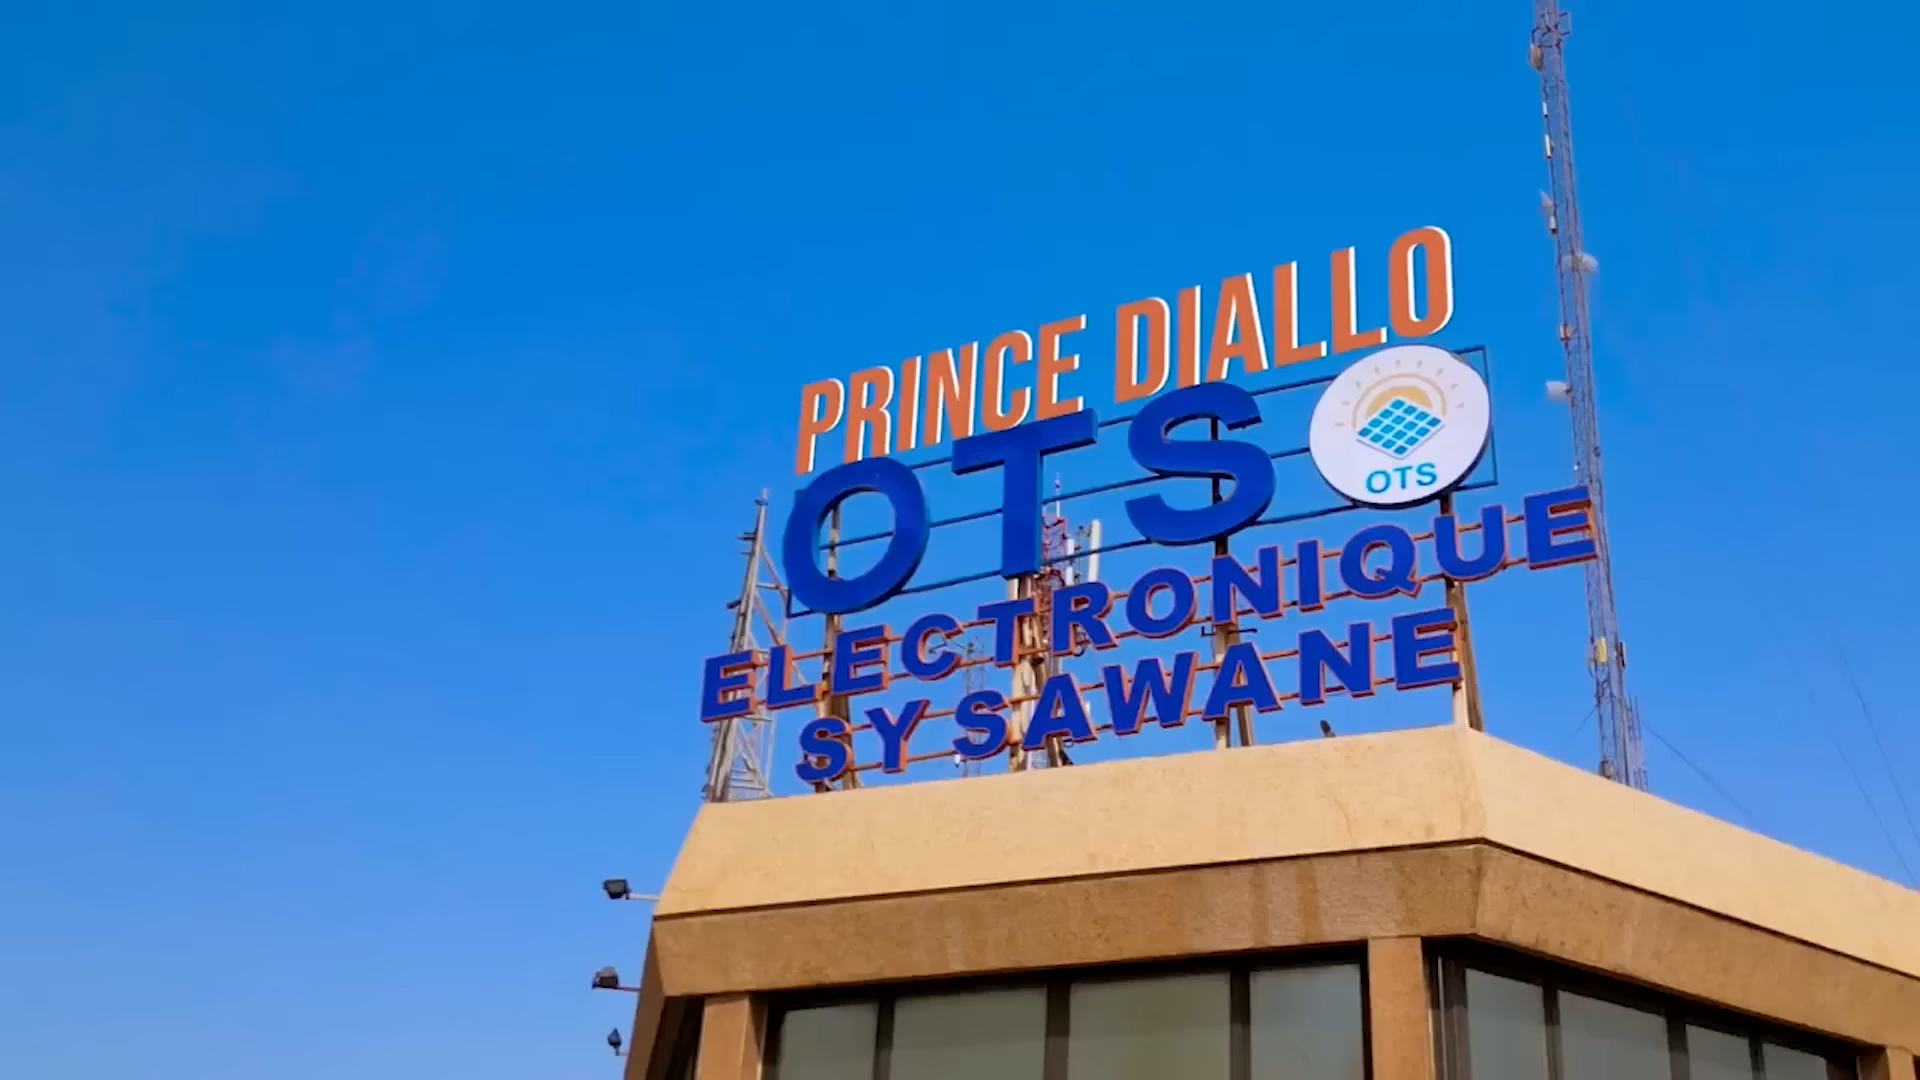 PRINCE DIALLO
OTS
OTS
ELECTRONIQUE
SY SAWANE